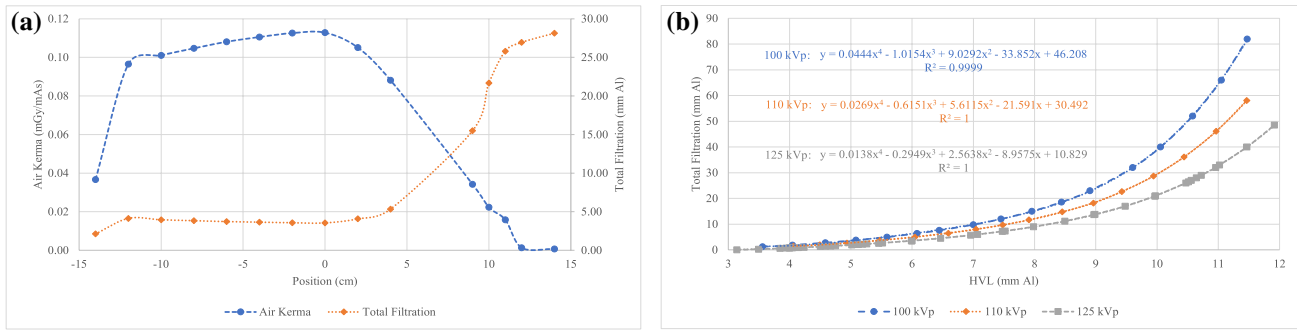 (a)
Air Kerma (mGy/mAs)
0.12
0.10
0.08
0.06
0.04
0.02
0.00
30.00
25.00
20.00
15.00
10.00
5.00
0.00
Total Filtration (mm Al)
-15
-10
-5
0
5
10
15
Position (cm)
Air Kerma
Total Filtration
(b)
Total Filtration (mm Al)
90
80
70
60
50
40
30
20
10
0
100 kVp: y = 0.0444x⁴ - 1.0154x³ + 9.0292x² - 33.852x + 46.208
R² = 0.9999
110 kVp: y = 0.0269x⁴ - 0.6151x³ + 5.6115x² - 21.591x + 30.492
R² = 1
125 kVp: y = 0.0138x⁴ - 0.2949x³ + 2.5638x² - 8.9575x + 10.829
R² = 1
3
4
5
6
7
8
9
10
11
12
HVL (mm Al)
100 kVp
110 kVp
125 kVp